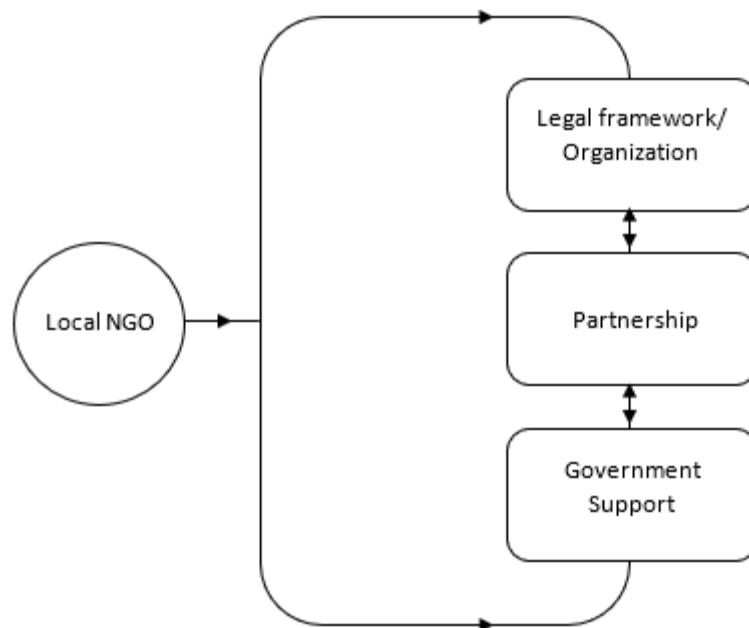 Legal framework/
Organization
Local NGO
Partnership
Government
Support